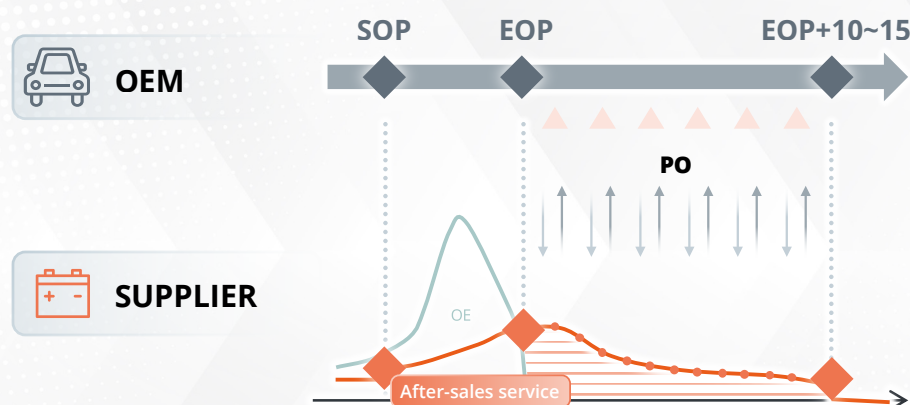 SOP EOP EOP+10~15
OEM
PO
SUPPLIER
+ -
OE
After-sales service